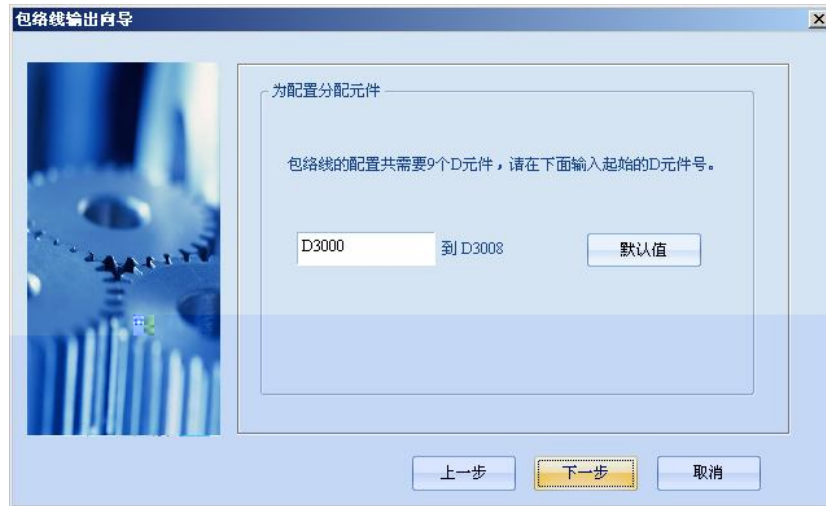 包络线输出向导
为配置分配元件
包络线的配置共需要9个D元件，请在下面输入起始的D元件号。
D3000 到 D3008 默认值
上一步 下一步 取消